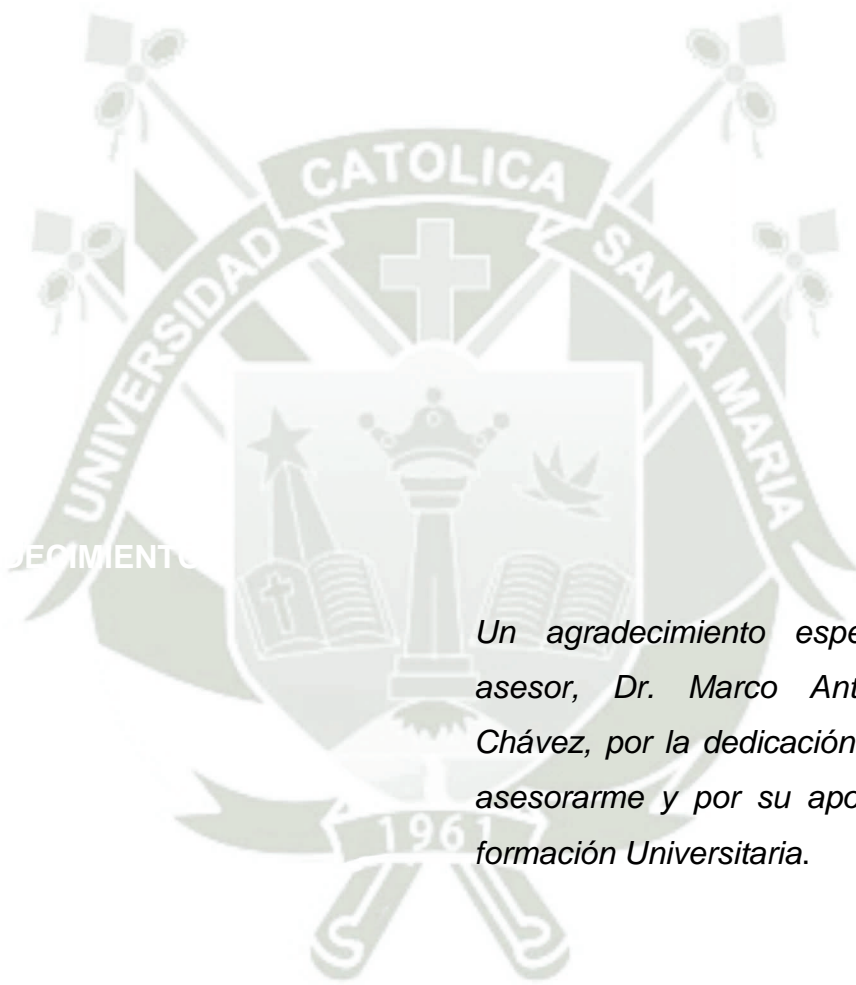 CATOLICA
UNIVERSIDAD
SANTA MARIA
DECIMIENTO
Un agradecimiento espe
asesor, Dr. Marco Ant
Chávez, por la dedicación
asesorarme y por su apo
formación Universitaria.
1961